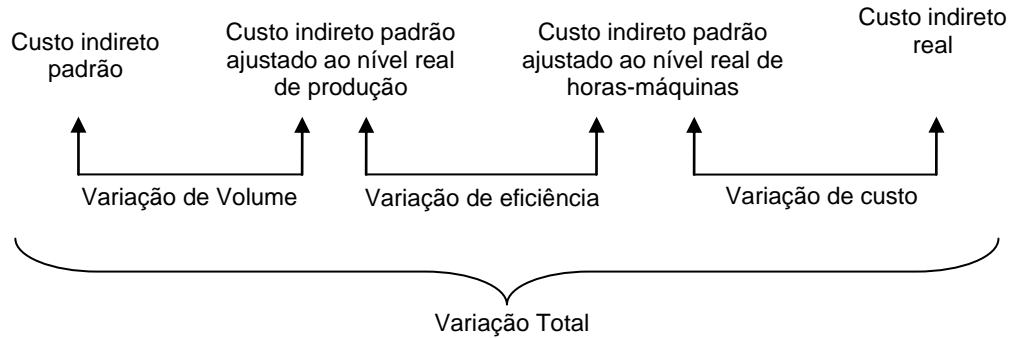 Custo indireto
padrão
Custo indireto padrão
ajustado ao nível real
de produção
Custo indireto padrão
ajustado ao nível real de
horas-máquinas
Custo indireto
real
Variação de Volume
Variação de eficiência
Variação de custo
Variação Total